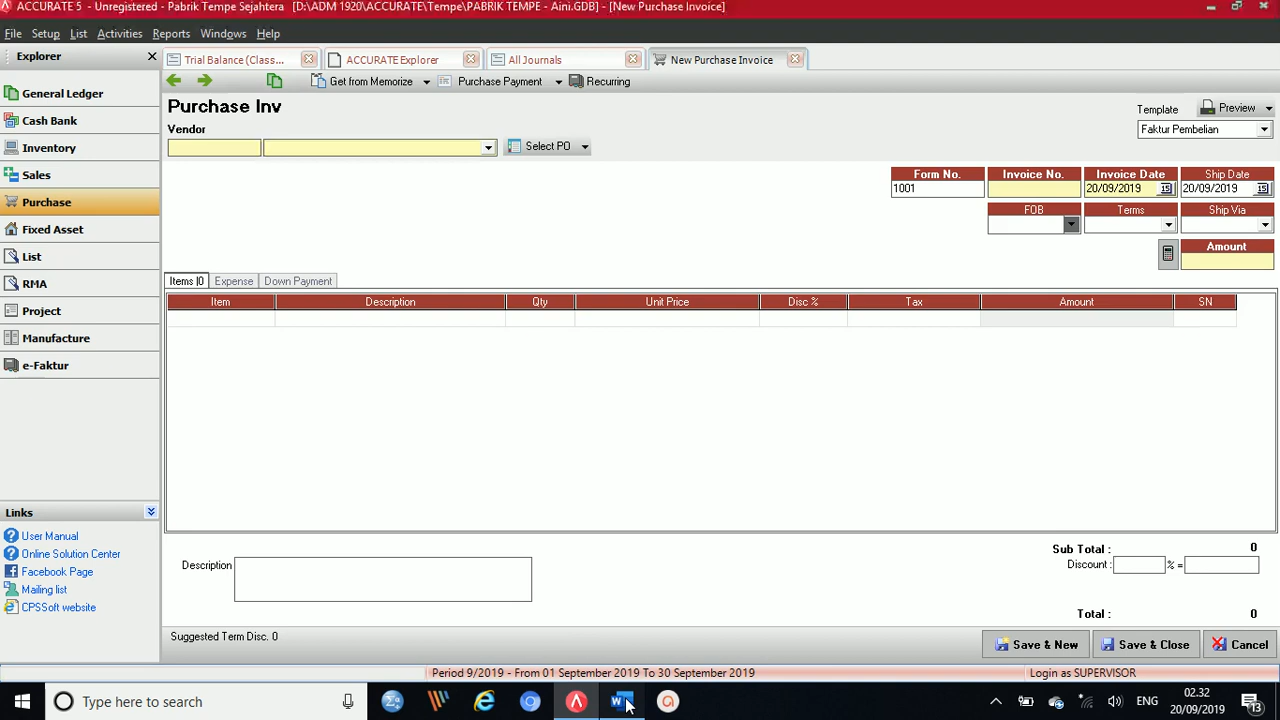 ACCURATE 5 - Unregistered - Pabrik Tempe Sejahtera [D:\ADM 1920\ACCURATE\Tempe\PABRIK TEMPE - Aini.GDB] - [New Purchase Invoice]
File Setup List Activities Reports Windows Help
Explorer
Trial Balance (Class... ACCURATE Explorer All Journals New Purchase Invoice
Get from Memorize Purchase Payment Recurring
General Ledger
Cash Bank
Inventory
Sales
Purchase
Fixed Asset
List
RMA
Project
Manufacture
e-Faktur
Links
User Manual
Online Solution Center
Facebook Page
Mailing list
CPSSoft website
Purchase Inv
Template Preview
Faktur Pembelian
Vendor
Select PO
Form No. Invoice No. Invoice Date Ship Date
1001 20/09/2019 15 20/09/2019 15
FOB Terms Ship Via
Amount
Items |0 Expense Down Payment
Item Description Qty Unit Price Disc % Tax Amount SN
Description
Sub Total : 0
Discount : % =
Total : 0
Suggested Term Disc. 0
Save & New Save & Close Cancel
Period 9/2019 - From 01 September 2019 To 30 September 2019 Login as SUPERVISOR
Type here to search
ENG
02.32
20/09/2019
13